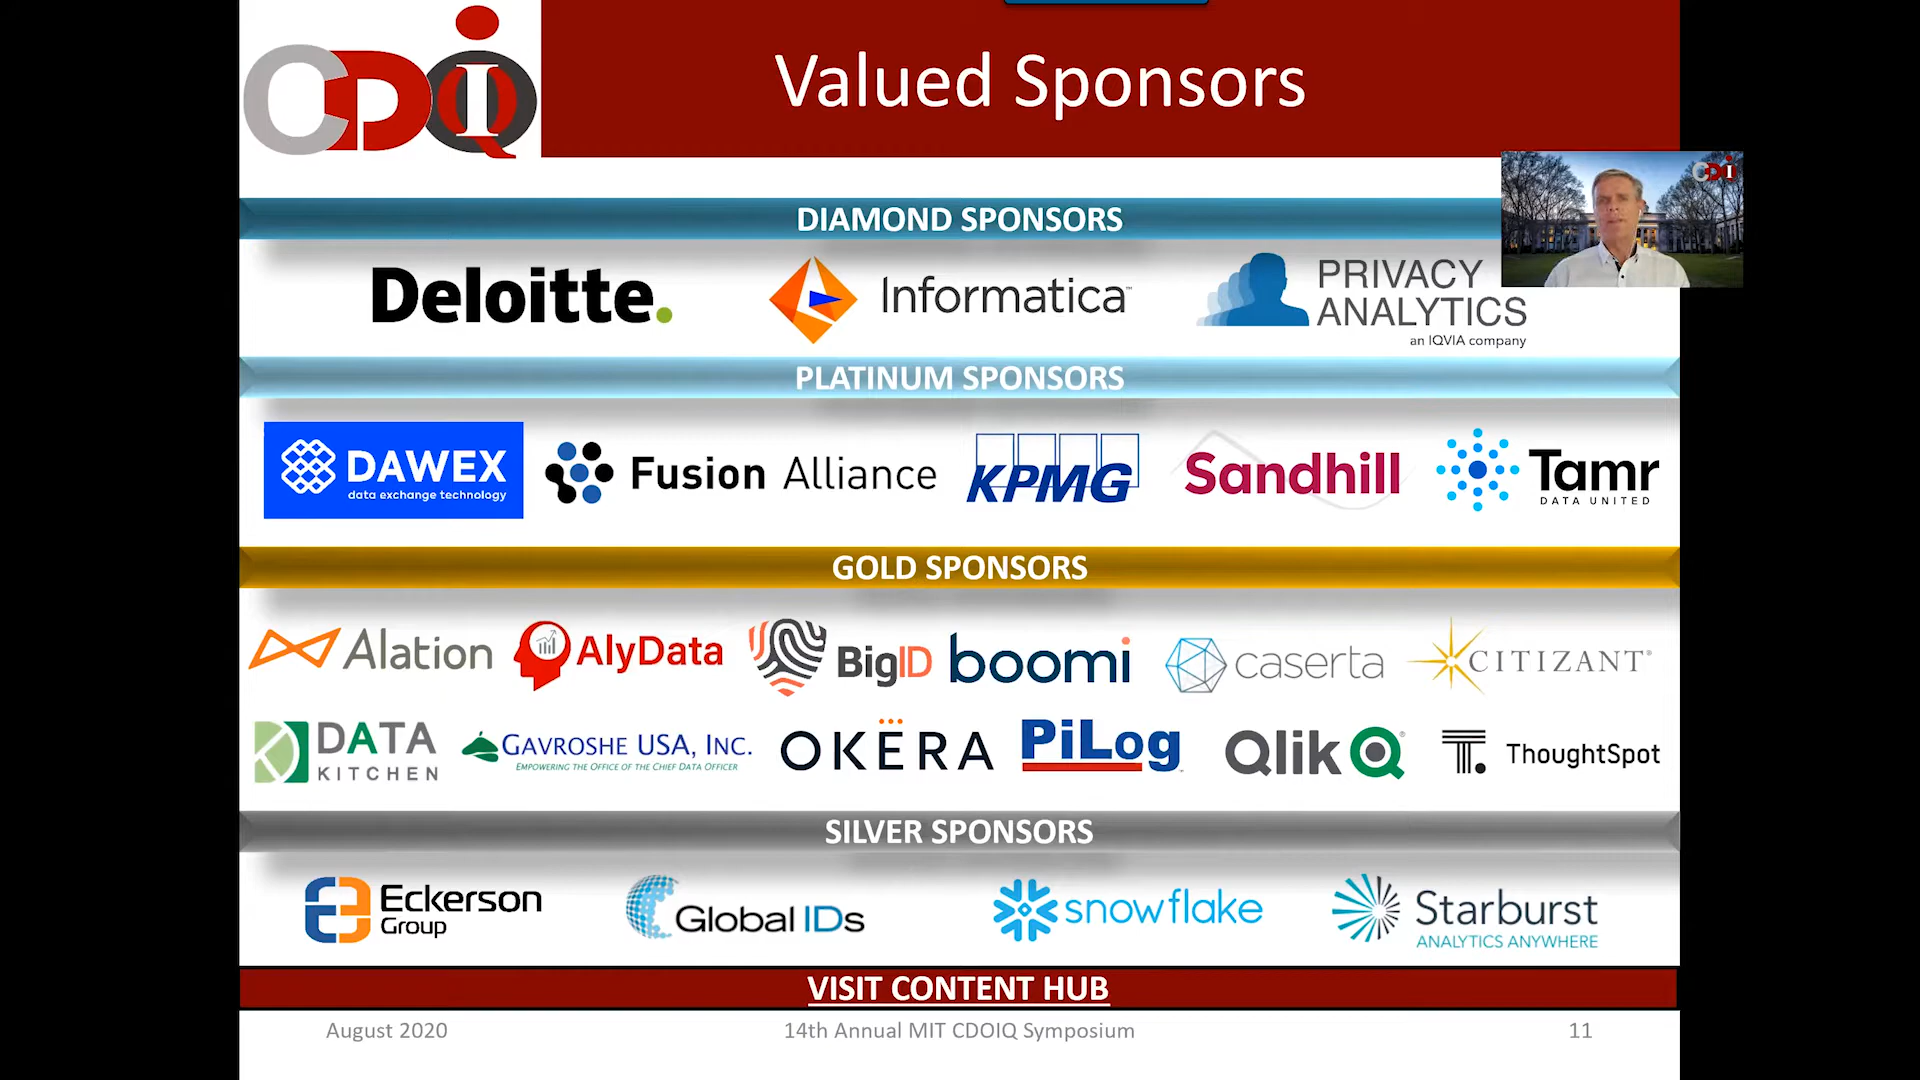 CDOIQ
Valued Sponsors
CDOI
DIAMOND SPONSORS
Deloitte.
Informatica™
PRIVACY
ANALYTICS
an IQVIA company
PLATINUM SPONSORS
DAWEX
data exchange technology
Fusion Alliance
KPMG
Sandhill
Tamr
DATA UNITED
GOLD SPONSORS
Alation
AlyData
BigID
boomi
caserta
CITIZANT®
DATA
KITCHEN
GAVROSHE USA, INC.
EMPOWERING THE OFFICE OF THE CHIEF DATA OFFICER
OKERA
PiLog
Qlik
T.
ThoughtSpot
SILVER SPONSORS
Eckerson
Group
Global IDs
snowflake
Starburst
ANALYTICS ANYWHERE
VISIT CONTENT HUB
August 2020
14th Annual MIT CDOIQ Symposium
11